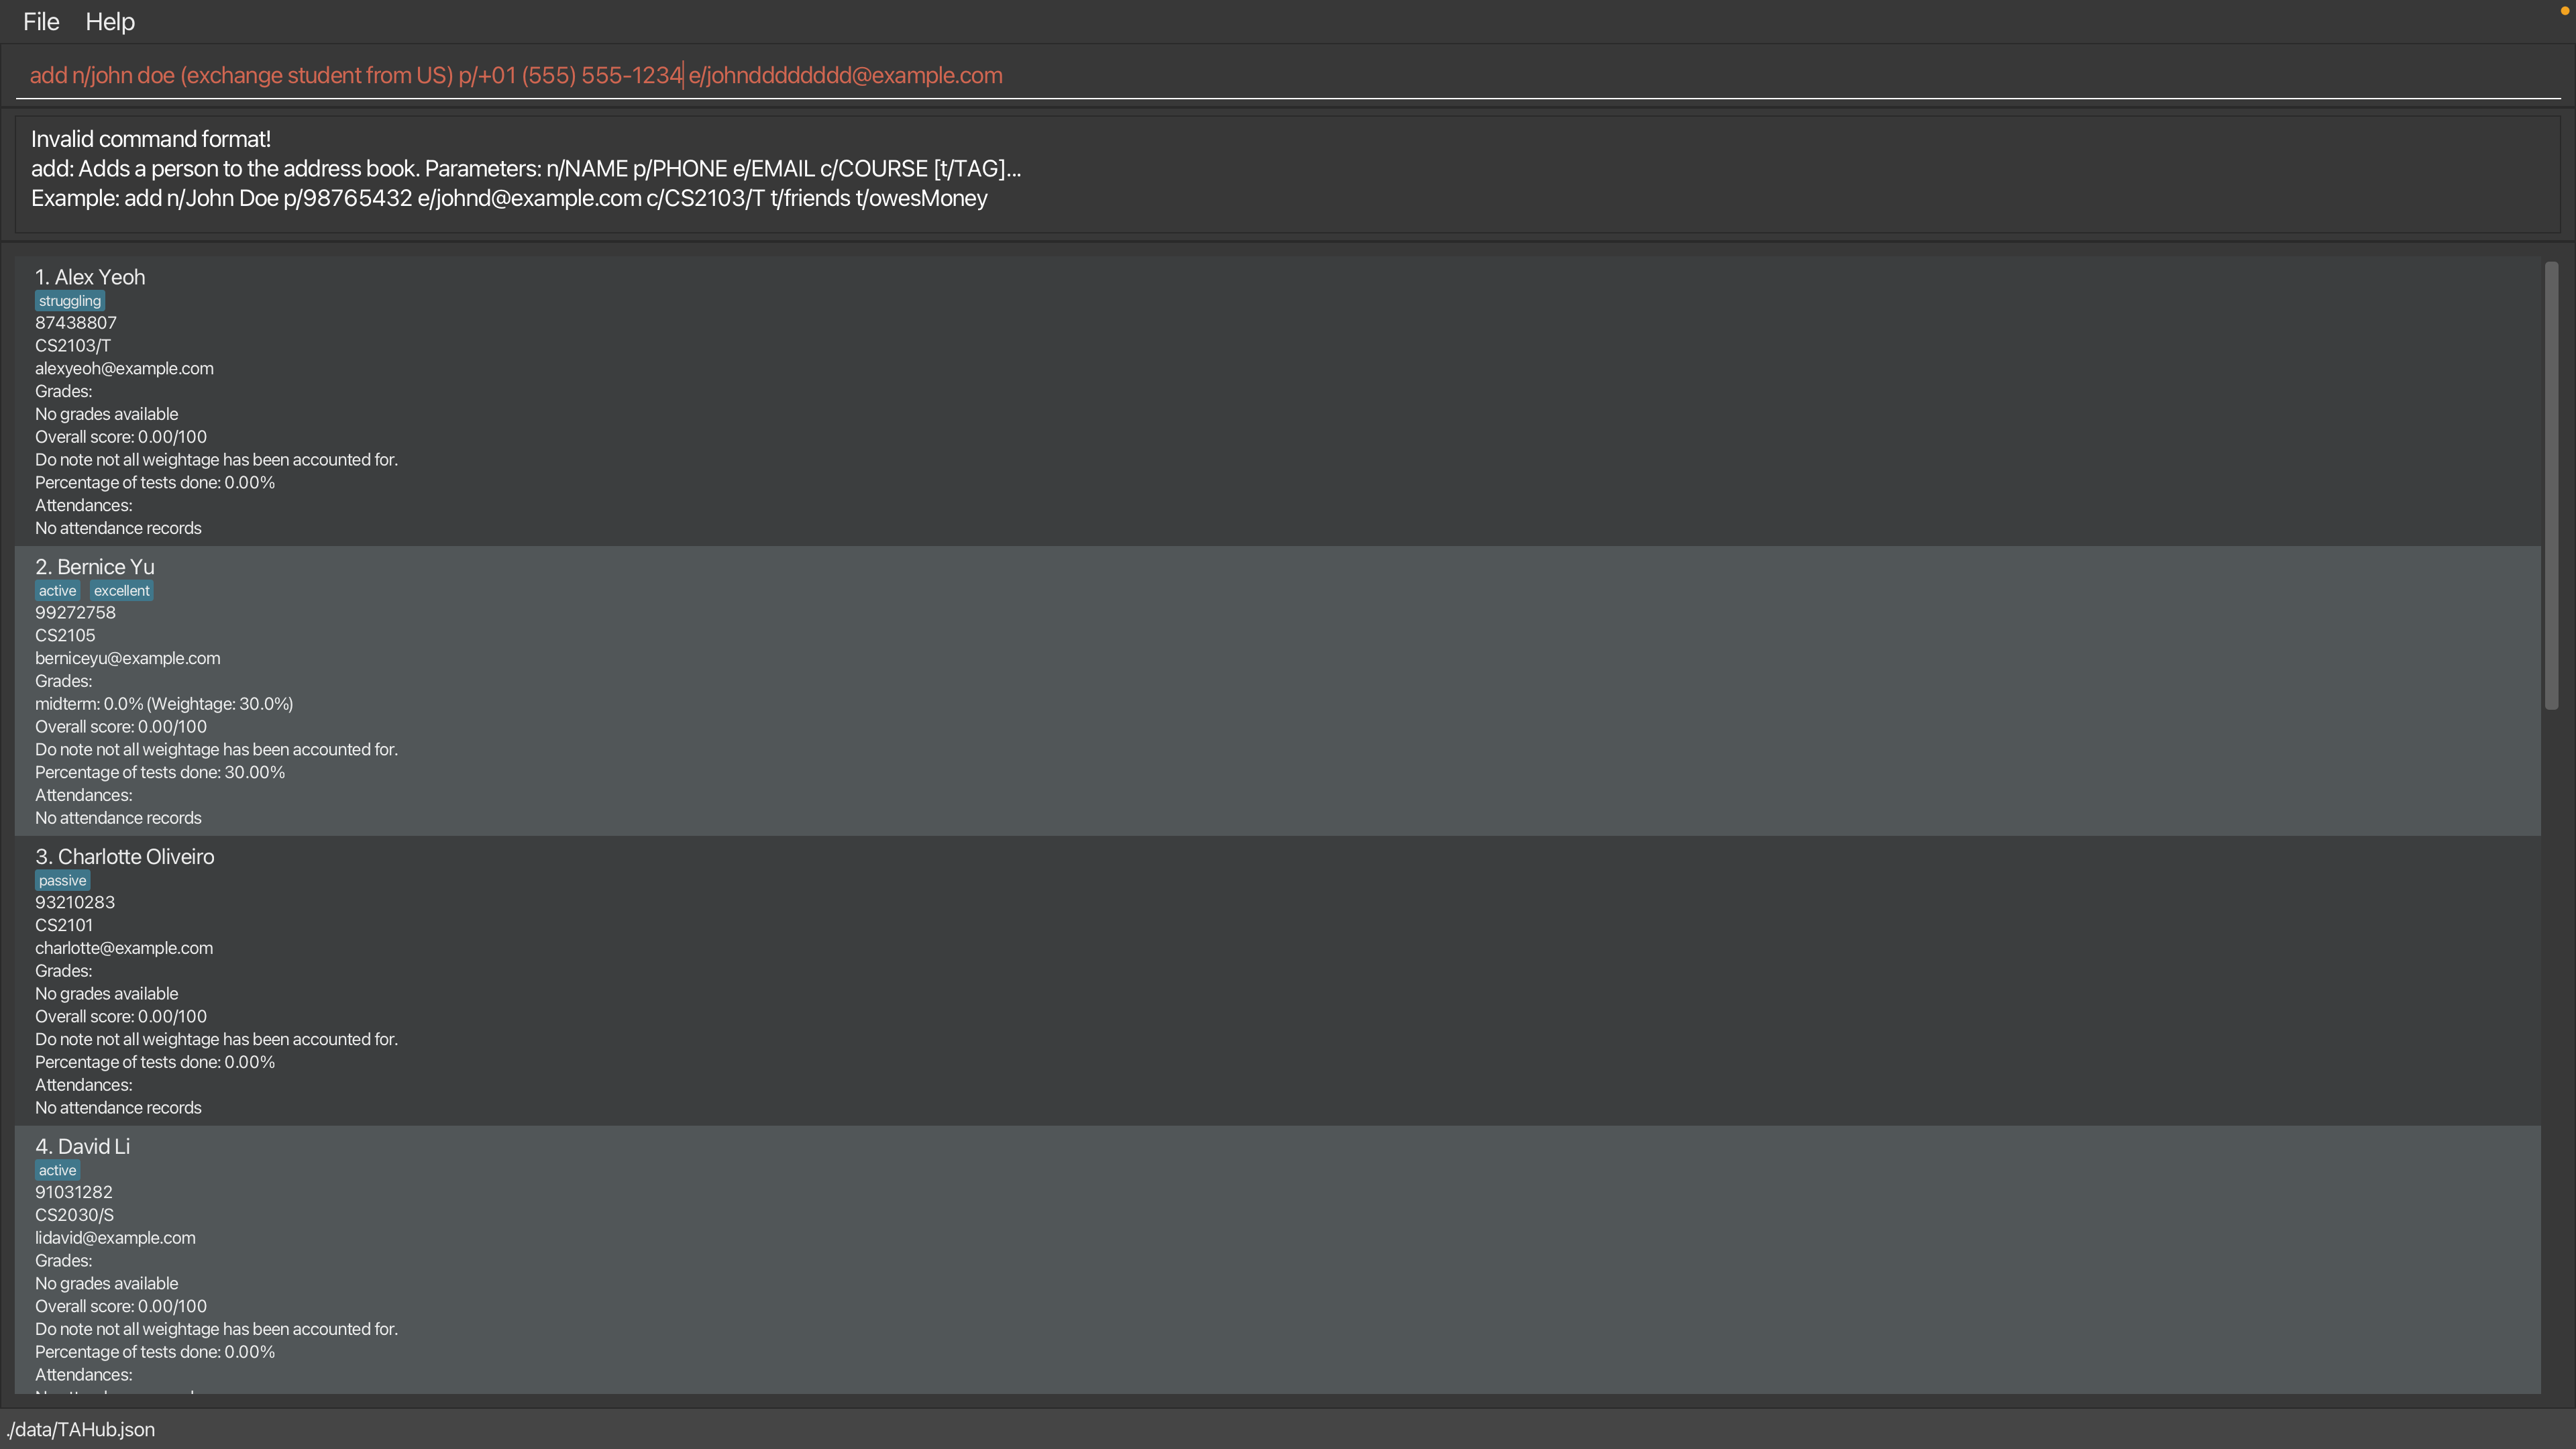 File Help
add n/john doe (exchange student from US) p/+01 (555) 555-1234 e/johndddddddd@example.com
Invalid command format!
add: Adds a person to the address book. Parameters: n/NAME p/PHONE e/EMAIL c/COURSE [t/TAG]...
Example: add n/John Doe p/98765432 e/johnd@example.com c/CS2103/T t/friends t/owesMoney
1. Alex Yeoh
struggling
87438807
CS2103/T
alexyeoh@example.com
Grades:
No grades available
Overall score: 0.00/100
Do note not all weightage has been accounted for.
Percentage of tests done: 0.00%
Attendances:
No attendance records
2. Bernice Yu
active excellent
99272758
CS2105
berniceyu@example.com
Grades:
midterm: 0.0% (Weightage: 30.0%)
Overall score: 0.00/100
Do note not all weightage has been accounted for.
Percentage of tests done: 30.00%
Attendances:
No attendance records
3. Charlotte Oliveiro
passive
93210283
CS2101
charlotte@example.com
Grades:
No grades available
Overall score: 0.00/100
Do note not all weightage has been accounted for.
Percentage of tests done: 0.00%
Attendances:
No attendance records
4. David Li
active
91031282
CS2030/S
lidavid@example.com
Grades:
No grades available
Overall score: 0.00/100
Do note not all weightage has been accounted for.
Percentage of tests done: 0.00%
Attendances:
./data/TAHub.json